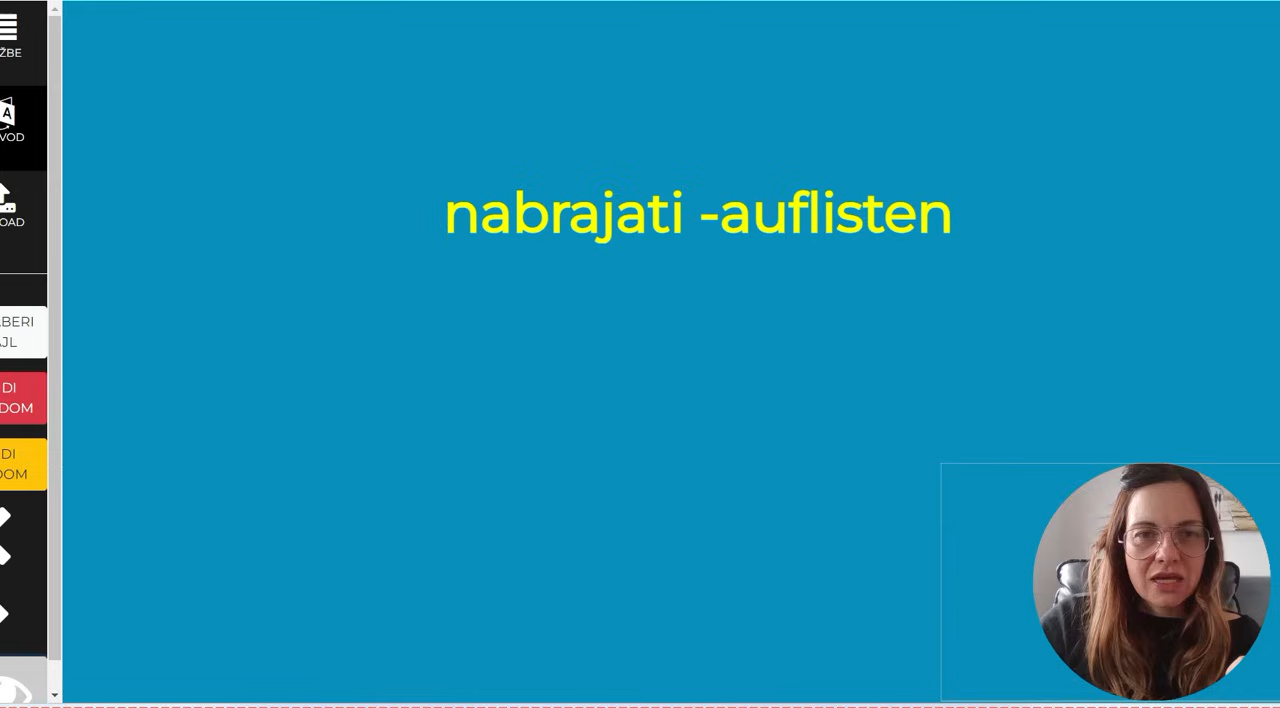 ŽBE
VOD
OAD
BERI
JL
DI
DOM
DI
DOM
nabrajati -auflisten